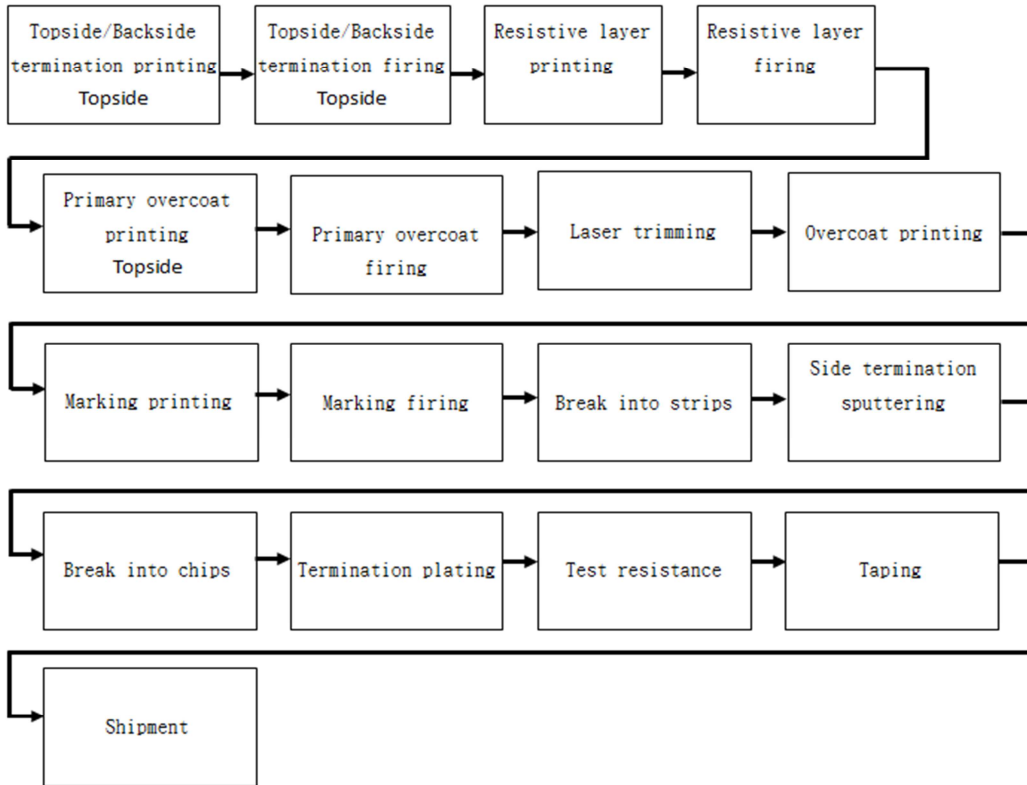 Topside/Backside
termination printing
Topside
Topside/Backside
termination firing
Topside
Resistive layer
printing
Resistive layer
firing
Primary overcoat
printing
Topside
Primary overcoat
firing
Laser trimming
Overcoat printing
Marking printing
Marking firing
Break into strips
Side termination
sputtering
Break into chips
Termination plating
Test resistance
Taping
Shipment